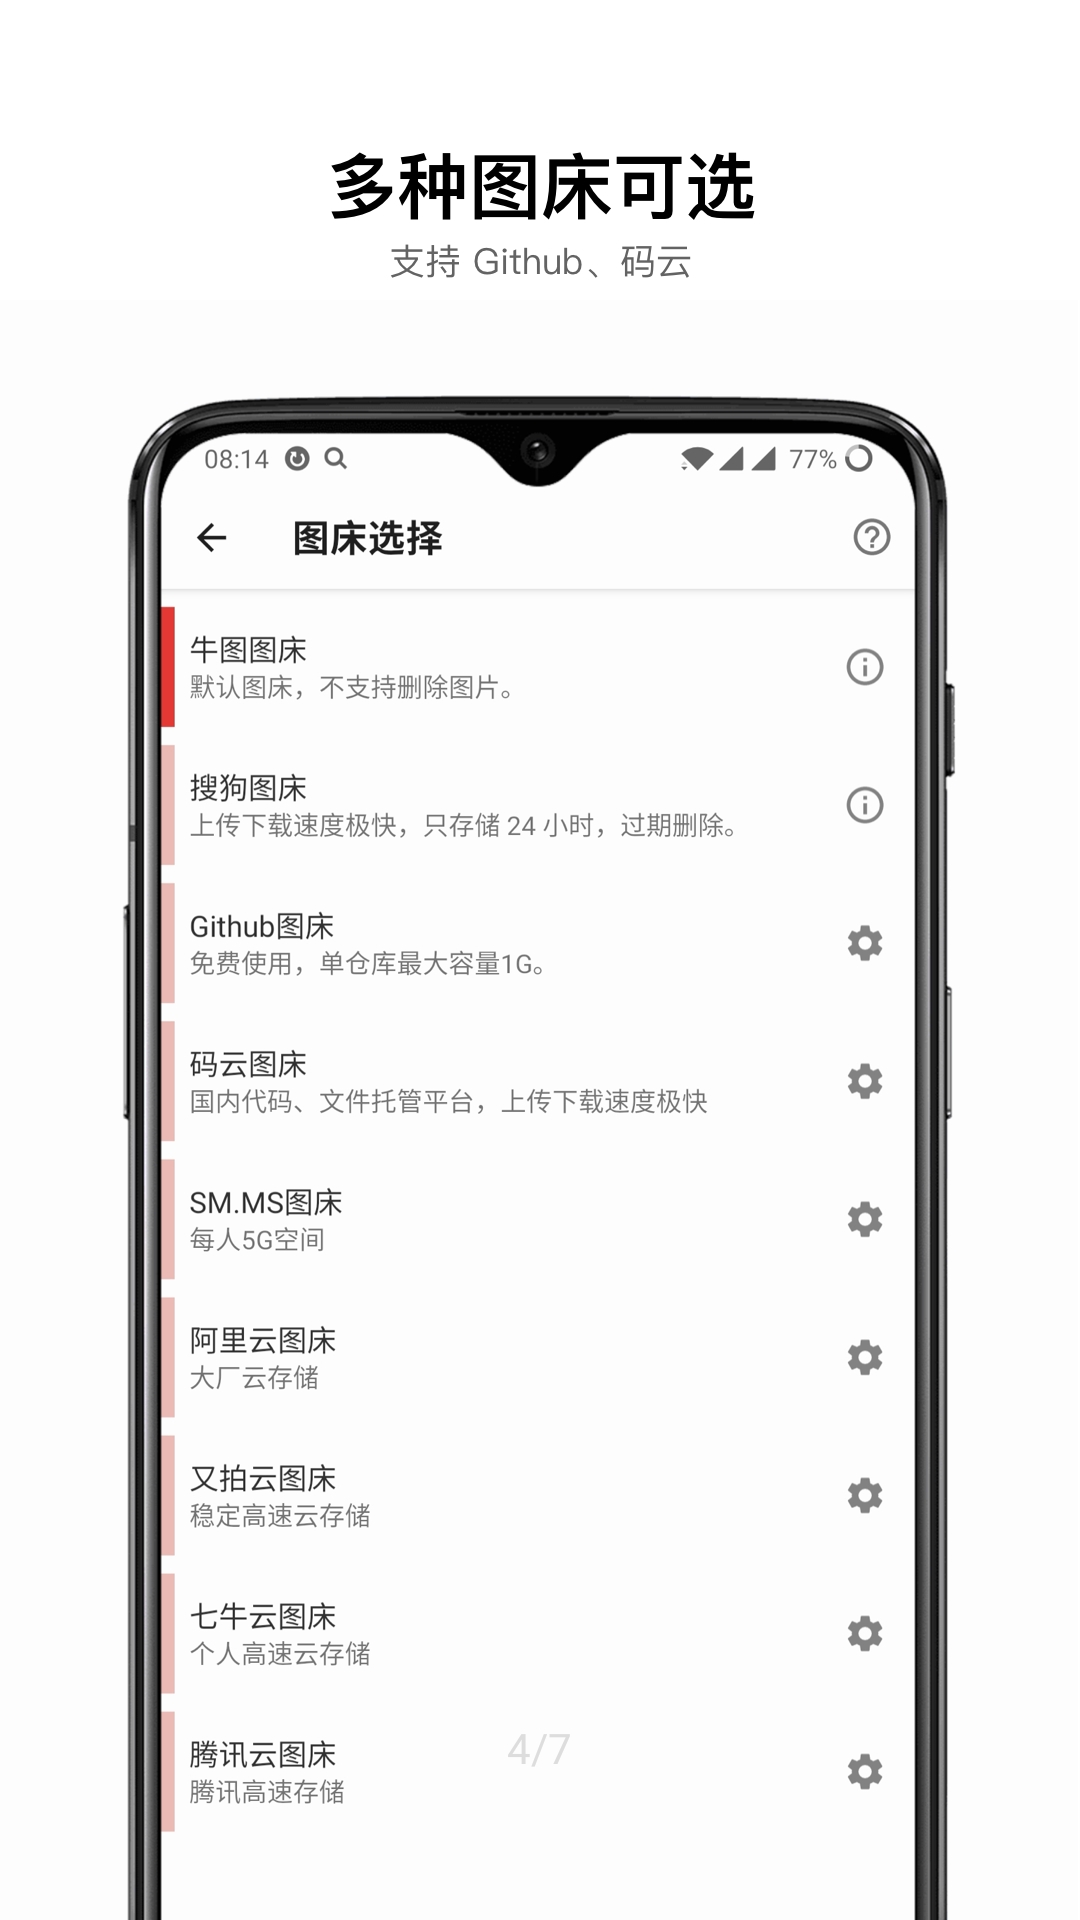 多种图床可选
支持 Github、码云
08:14
77%
图床选择
牛图图床
默认图床，不支持删除图片。
搜狗图床
上传下载速度极快，只存储 24 小时，过期删除。
Github图床
免费使用，单仓库最大容量1G。
码云图床
国内代码、文件托管平台，上传下载速度极快
SM.MS图床
每人5G空间
阿里云图床
大厂云存储
又拍云图床
稳定高速云存储
七牛云图床
个人高速云存储
4/7
腾讯云图床
腾讯高速存储